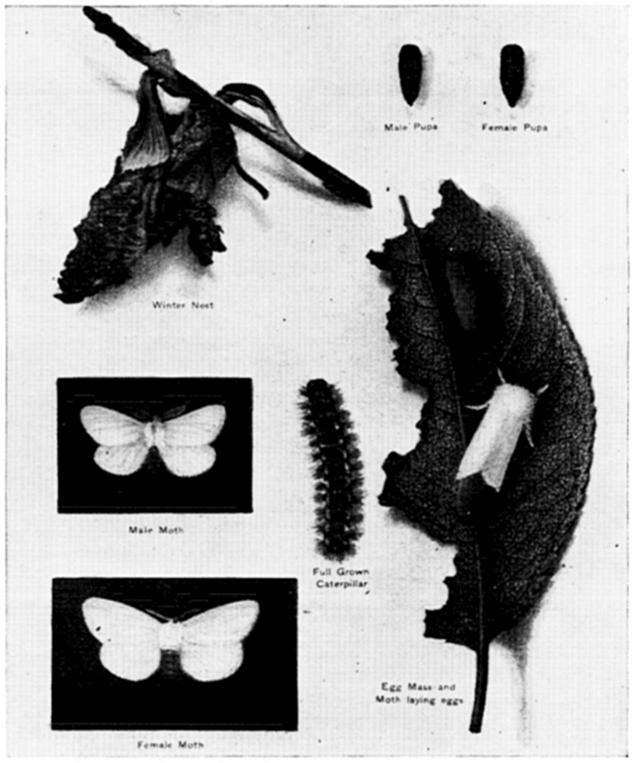 Male Pupa
Female Pupa
Winter Nest
Male Moth
Full Grown
Caterpillar
Egg Mass and
Moth laying eggs
Female Moth